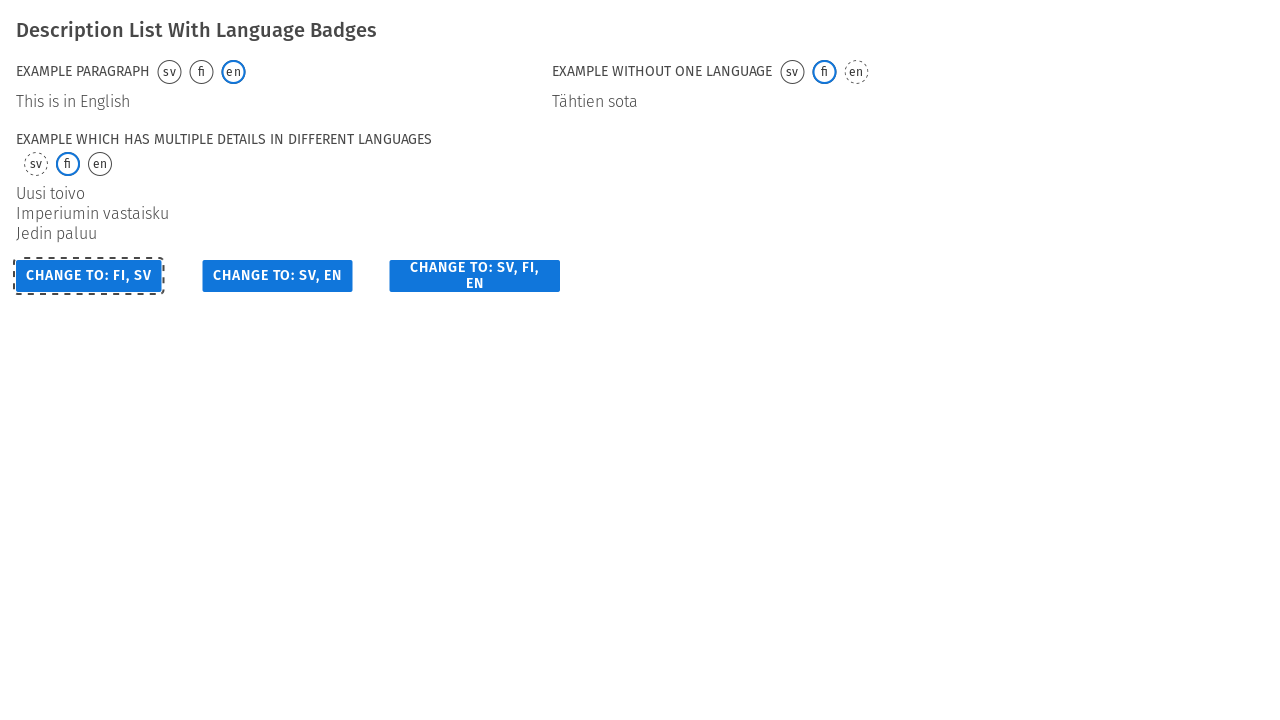 Description List With Language Badges
EXAMPLE PARAGRAPH sv fi en
This is in English
EXAMPLE WITHOUT ONE LANGUAGE sv fi en
Tähtien sota
EXAMPLE WHICH HAS MULTIPLE DETAILS IN DIFFERENT LANGUAGES
sv fi en
Uusi toivo
Imperiumin vastaisku
Jedin paluu
CHANGE TO: FI, SV
CHANGE TO: SV, EN
CHANGE TO: SV, FI,
EN